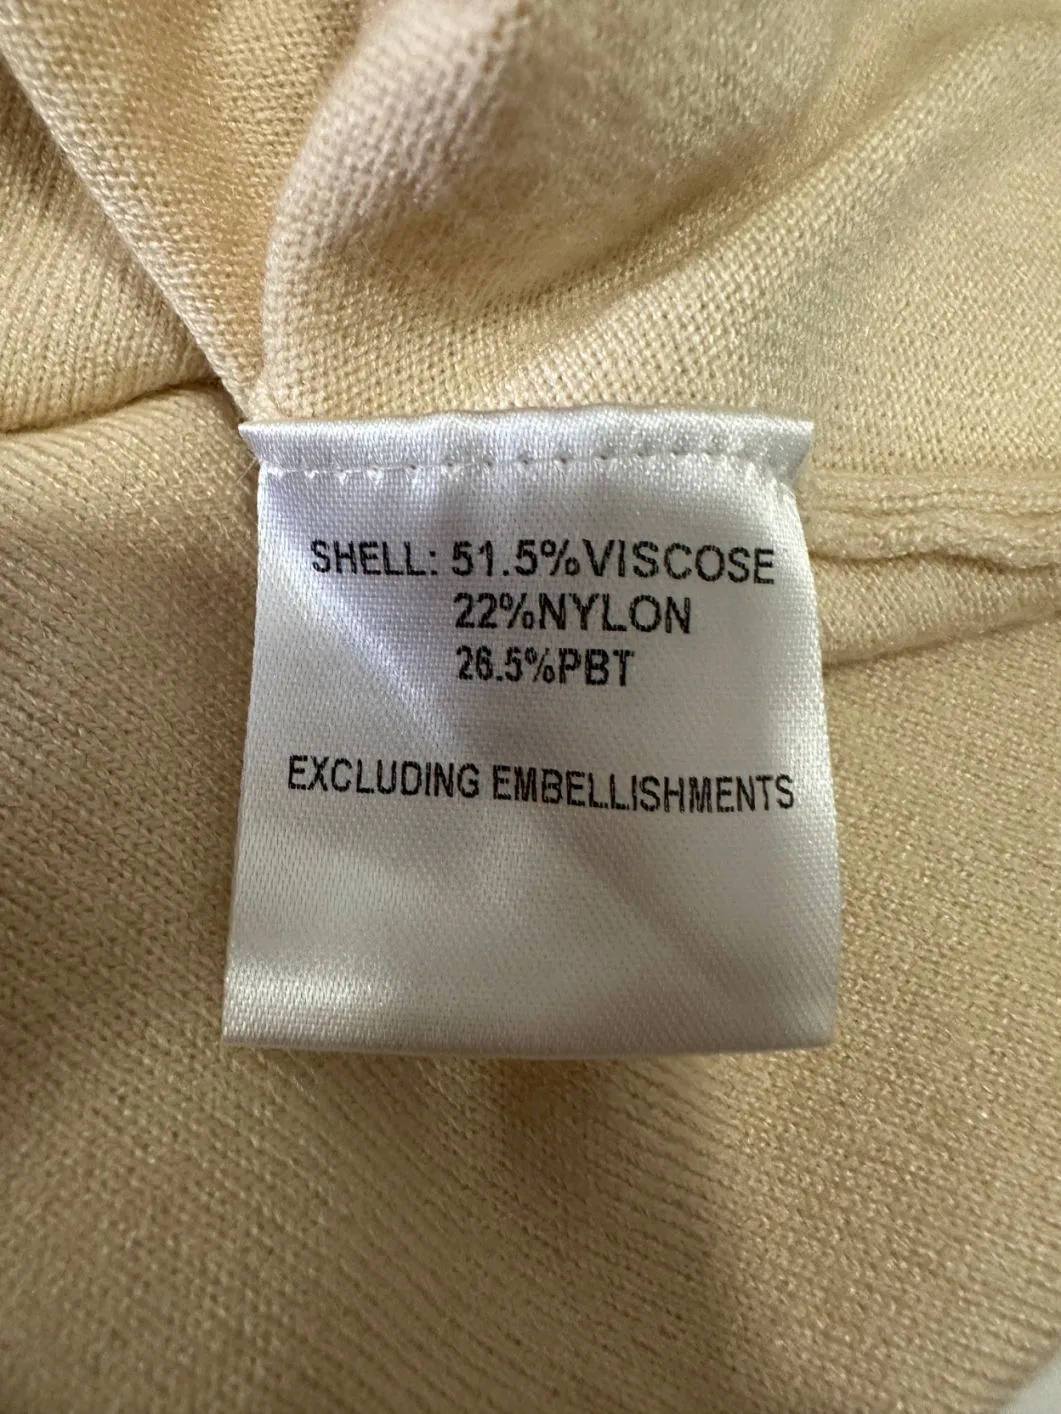 SHELL: 51.5%VISCOSE
22%NYLON
26.5%PBT
EXCLUDING EMBELLISHMENTS